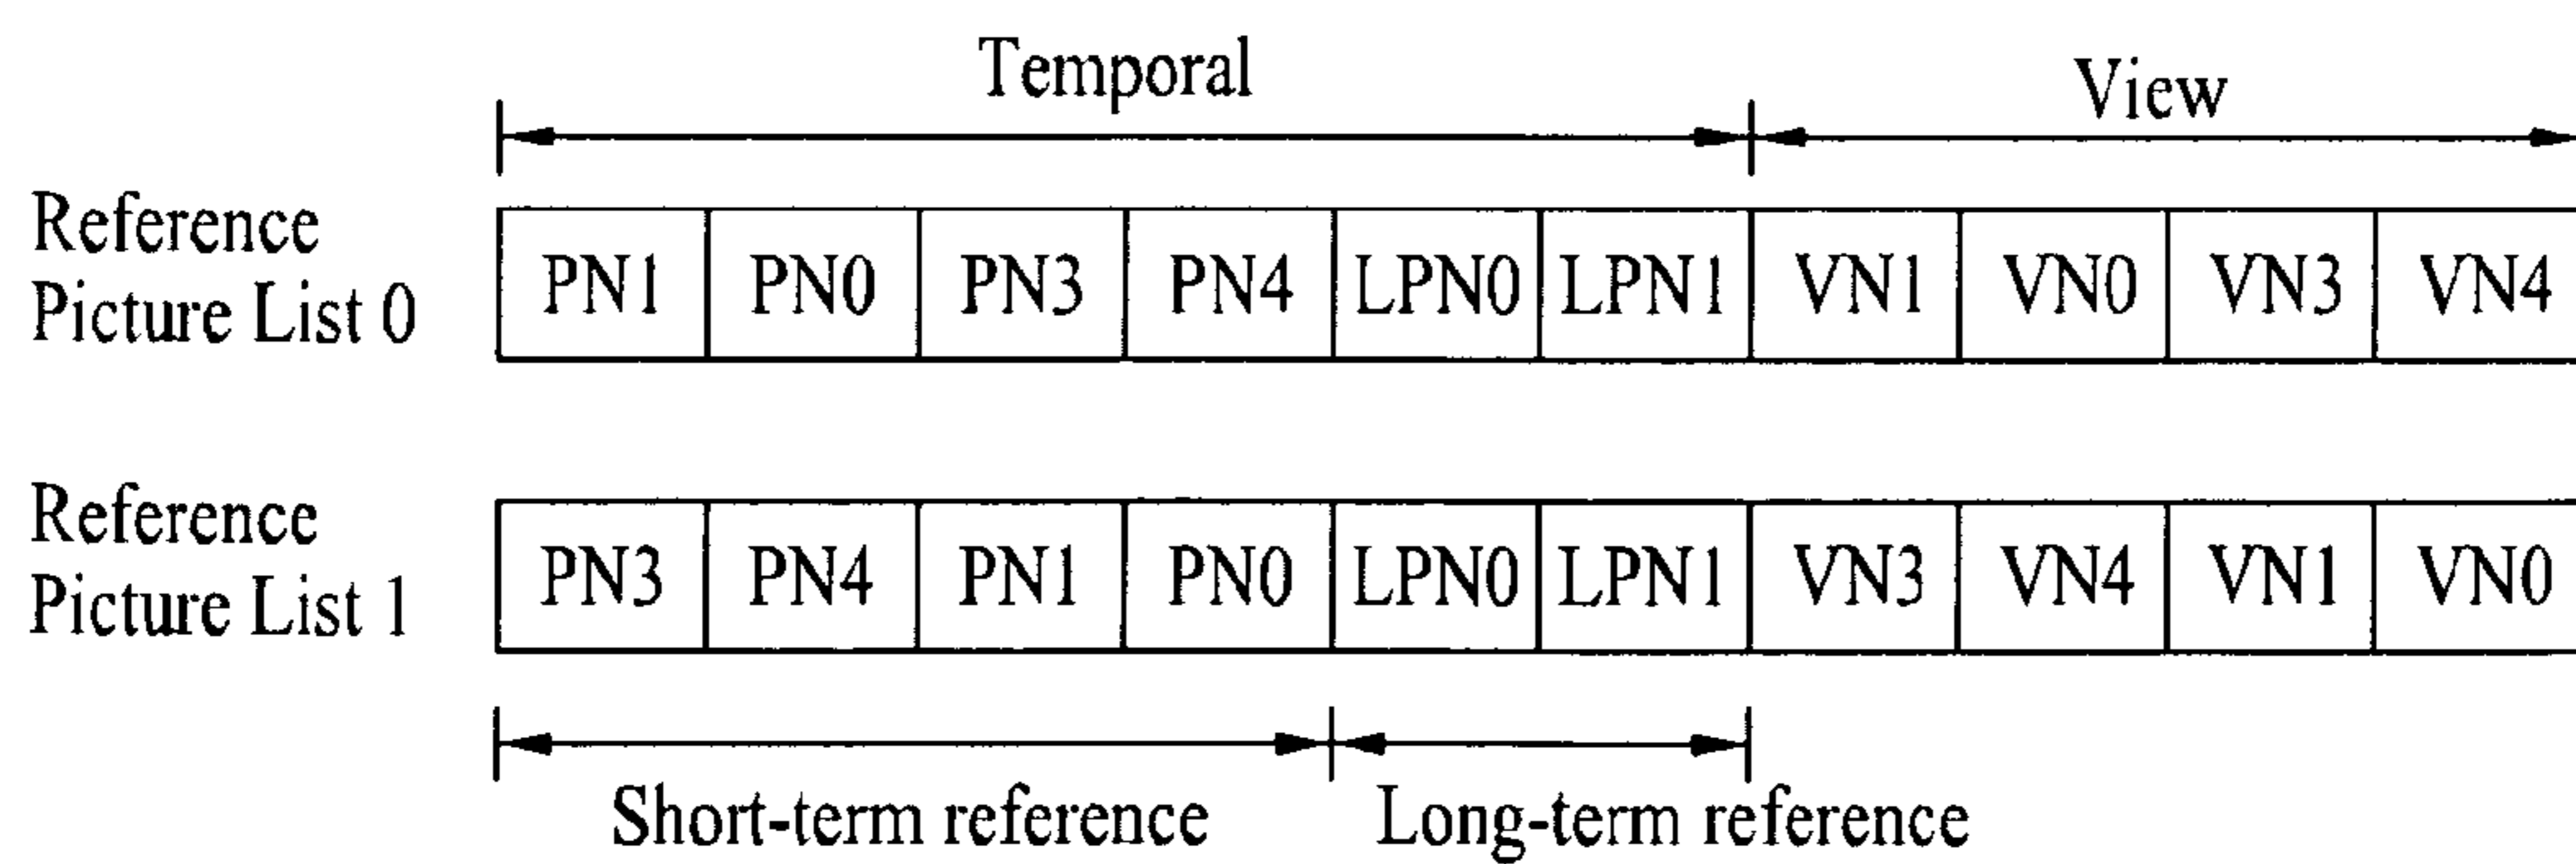 Temporal
View
Reference
Picture List 0
PN1 PN0 PN3 PN4 LPN0 LPN1 VN1 VN0 VN3 VN4
Reference
Picture List 1
PN3 PN4 PN1 PN0 LPN0 LPN1 VN3 VN4 VN1 VN0
Short-term reference
Long-term reference